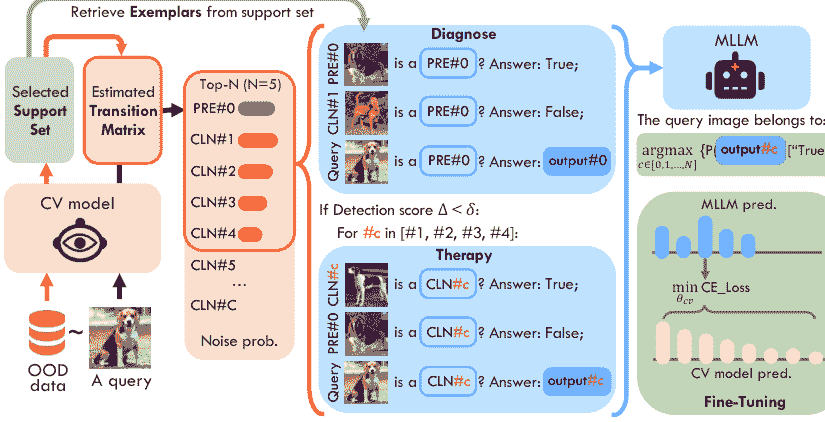 Retrieve Exemplars from support set
Selected
Support
Set
Estimated
Transition
Matrix
CV model
OOD
data
~
A query
Top-N (N=5)
PRE#0
CLN#1
CLN#2
CLN#3
CLN#4
CLN#5
...
CLN#C
Noise prob.
Diagnose
PRE#0 is a PRE#0 ? Answer: True;
CLN#1 is a PRE#0 ? Answer: False;
Query is a PRE#0 ? Answer: output#0
If Detection score Δ < δ:
For #c in [#1, #2, #3, #4]:
Therapy
CLN#c is a CLN#c ? Answer: True;
PRE#0 is a CLN#c ? Answer: False;
Query is a CLN#c ? Answer: output#c
MLLM
The query image belongs to:
argmax {P( output#c ["True
c∈[0,1,...,N]
MLLM pred.
min CE_Loss
θcv
CV model pred.
Fine-Tuning